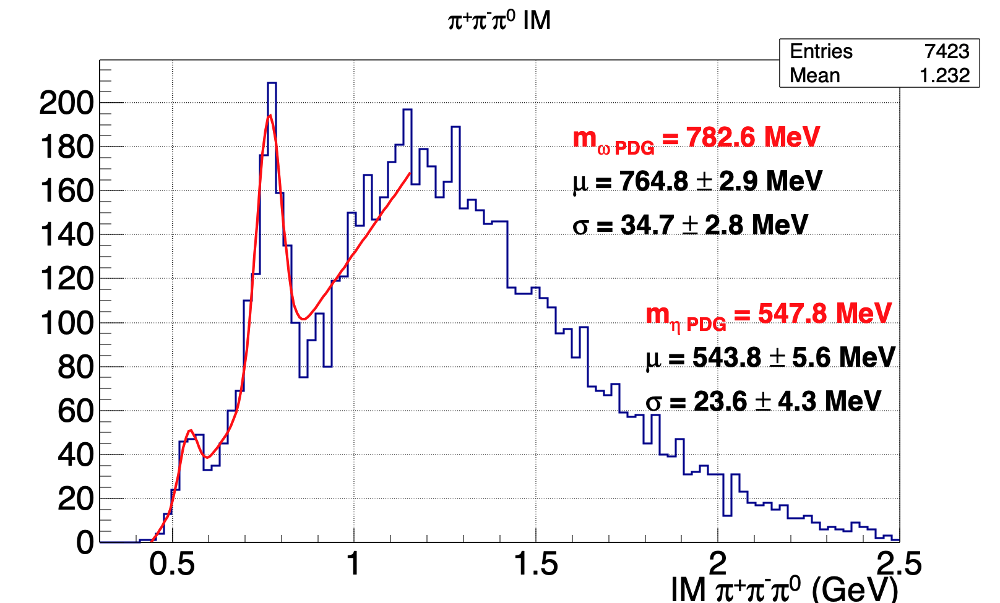 π⁺π⁻π⁰ IM
Entries 7423
Mean 1.232
200
180
160
140
120
100
80
60
40
20
0
m_ω PDG = 782.6 MeV
μ = 764.8 ± 2.9 MeV
σ = 34.7 ± 2.8 MeV
m_η PDG = 547.8 MeV
μ = 543.8 ± 5.6 MeV
σ = 23.6 ± 4.3 MeV
0.5 1 1.5 2 2.5
IM π⁺π⁻π⁰ (GeV)